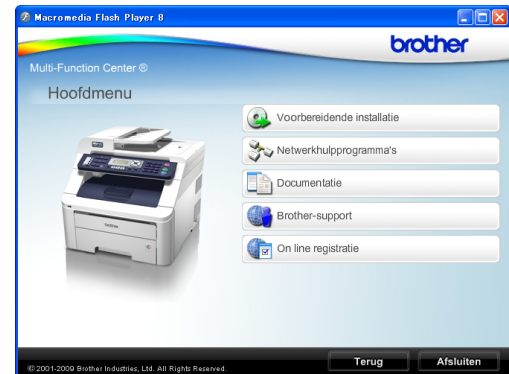 Macromedia Flash Player 8
brother
Multi-Function Center ®
Hoofdmenu
Voorbereidende installatie
Netwerkhulpprogramma's
Documentatie
Brother-support
On line registratie
brother
© 2001-2009 Brother Industries, Ltd. All Rights Reserved.
Terug
Afsluiten